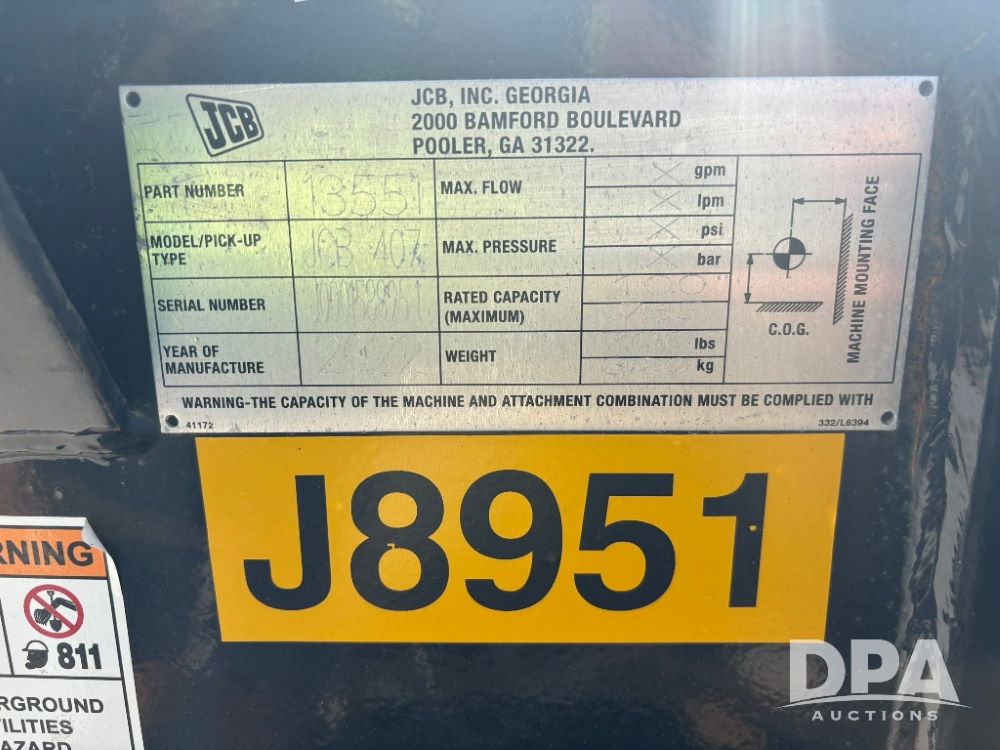 JCB
JCB, INC. GEORGIA
2000 BAMFORD BOULEVARD
POOLER, GA 31322.
PART NUMBER 13551 MAX. FLOW X gpm
X lpm
MODEL/PICK-UP TYPE JCB 407 MAX. PRESSURE X psi
X bar
SERIAL NUMBER RATED CAPACITY
(MAXIMUM)
YEAR OF
MANUFACTURE WEIGHT lbs
kg
C.O.G.
MACHINE MOUNTING FACE
WARNING-THE CAPACITY OF THE MACHINE AND ATTACHMENT COMBINATION MUST BE COMPLIED WITH
41172 332/L6394
J8951
RNING
811
RGROUND
TILITIES
AZARD
DPA
AUCTIONS